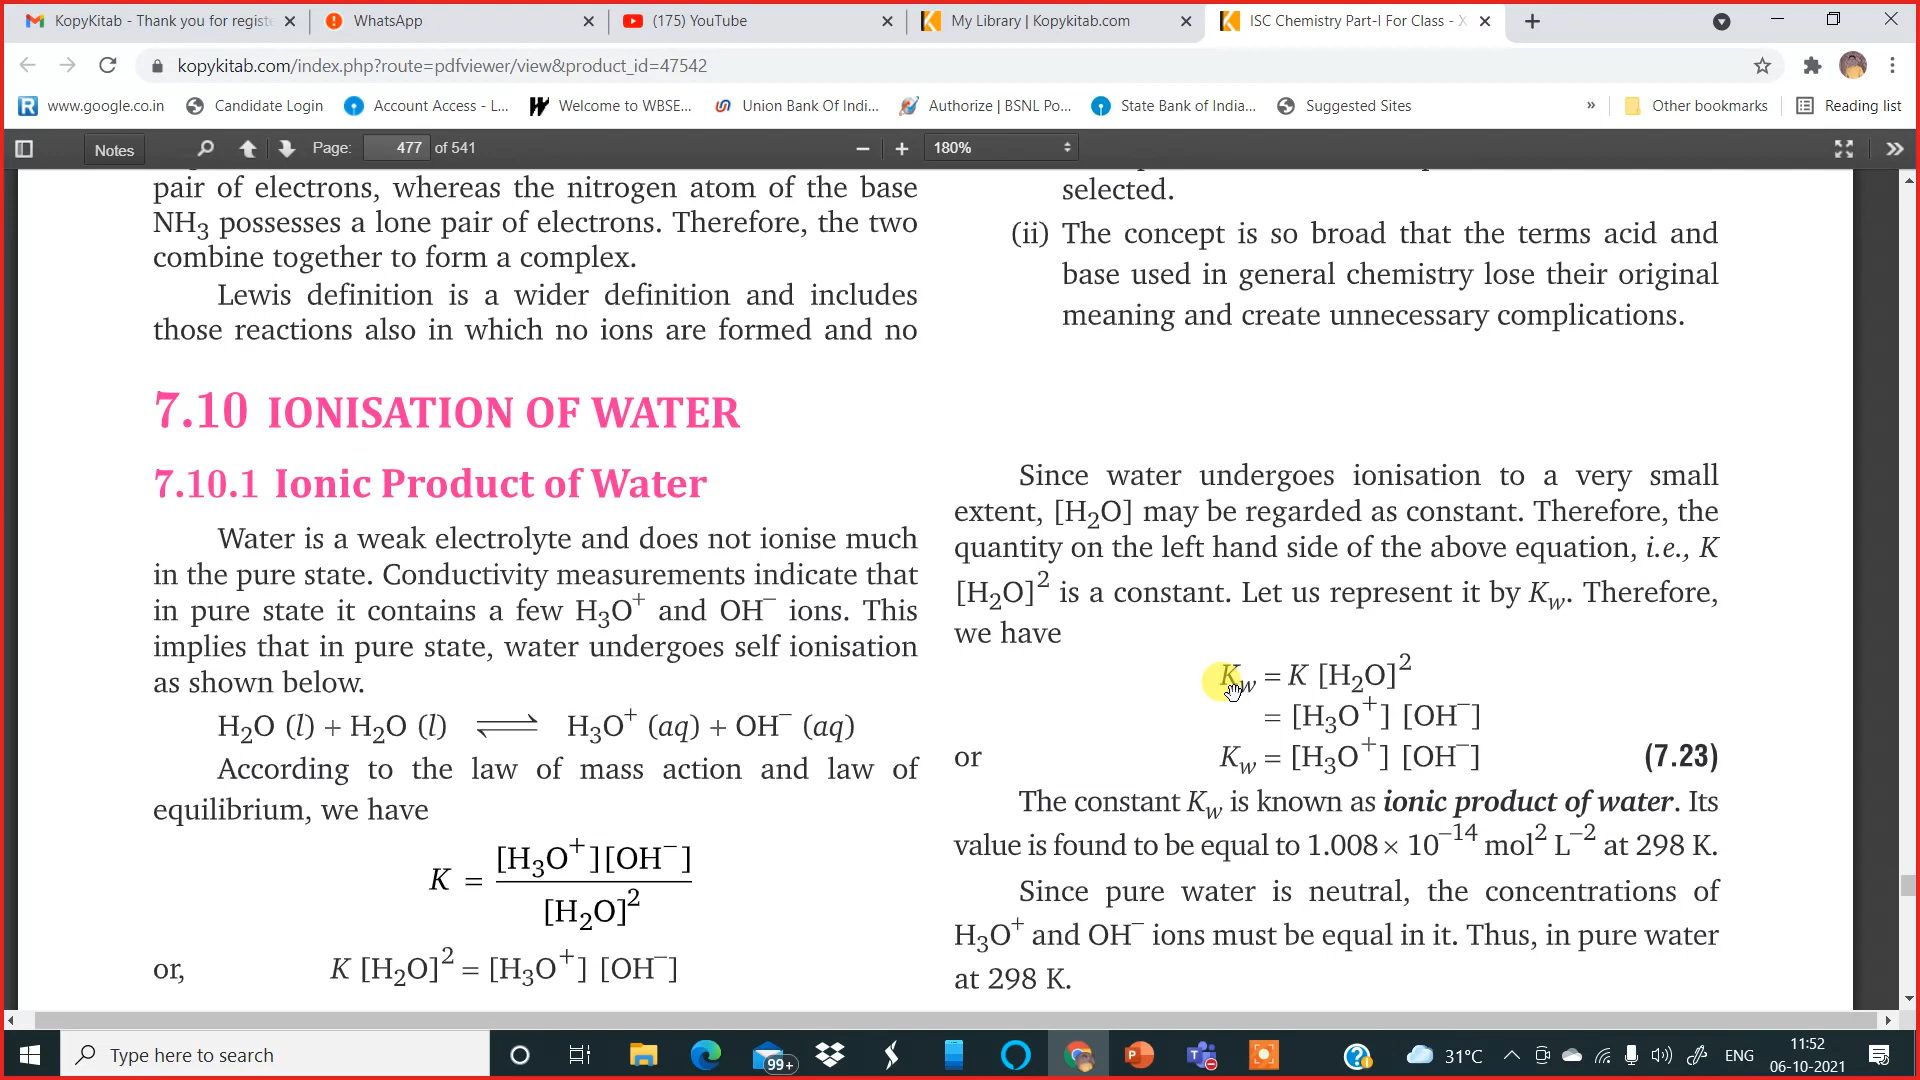 KopyKitab - Thank you for registe
WhatsApp
(175) YouTube
My Library | Kopykitab.com
ISC Chemistry Part-I For Class - X
kopykitab.com/index.php?route=pdfviewer/view&product_id=47542
www.google.co.in
Candidate Login
Account Access - L...
Welcome to WBSE...
Union Bank Of Indi...
Authorize | BSNL Po...
State Bank of India...
Suggested Sites
»
Other bookmarks
Reading list
Notes
Page: 477 of 541
180%
pair of electrons, whereas the nitrogen atom of the base
NH₃ possesses a lone pair of electrons. Therefore, the two
combine together to form a complex.
Lewis definition is a wider definition and includes
those reactions also in which no ions are formed and no
selected.
(ii) The concept is so broad that the terms acid and
base used in general chemistry lose their original
meaning and create unnecessary complications.
7.10 IONISATION OF WATER
7.10.1 Ionic Product of Water
Water is a weak electrolyte and does not ionise much
in the pure state. Conductivity measurements indicate that
in pure state it contains a few H₃O⁺ and OH⁻ ions. This
implies that in pure state, water undergoes self ionisation
as shown below.
H₂O (l) + H₂O (l) ⇌ H₃O⁺ (aq) + OH⁻ (aq)
According to the law of mass action and law of
equilibrium, we have
K = [H₃O⁺][OH⁻] / [H₂O]²
or, K [H₂O]² = [H₃O⁺] [OH⁻]
Since water undergoes ionisation to a very small
extent, [H₂O] may be regarded as constant. Therefore, the
quantity on the left hand side of the above equation, i.e., K
[H₂O]² is a constant. Let us represent it by Kw. Therefore,
we have
Kw = K [H₂O]²
= [H₃O⁺] [OH⁻]
or Kw = [H₃O⁺] [OH⁻] (7.23)
The constant Kw is known as ionic product of water. Its
value is found to be equal to 1.008 × 10⁻¹⁴ mol² L⁻² at 298 K.
Since pure water is neutral, the concentrations of
H₃O⁺ and OH⁻ ions must be equal in it. Thus, in pure water
at 298 K.
Type here to search
99+
31°C
ENG
11:52
06-10-2021